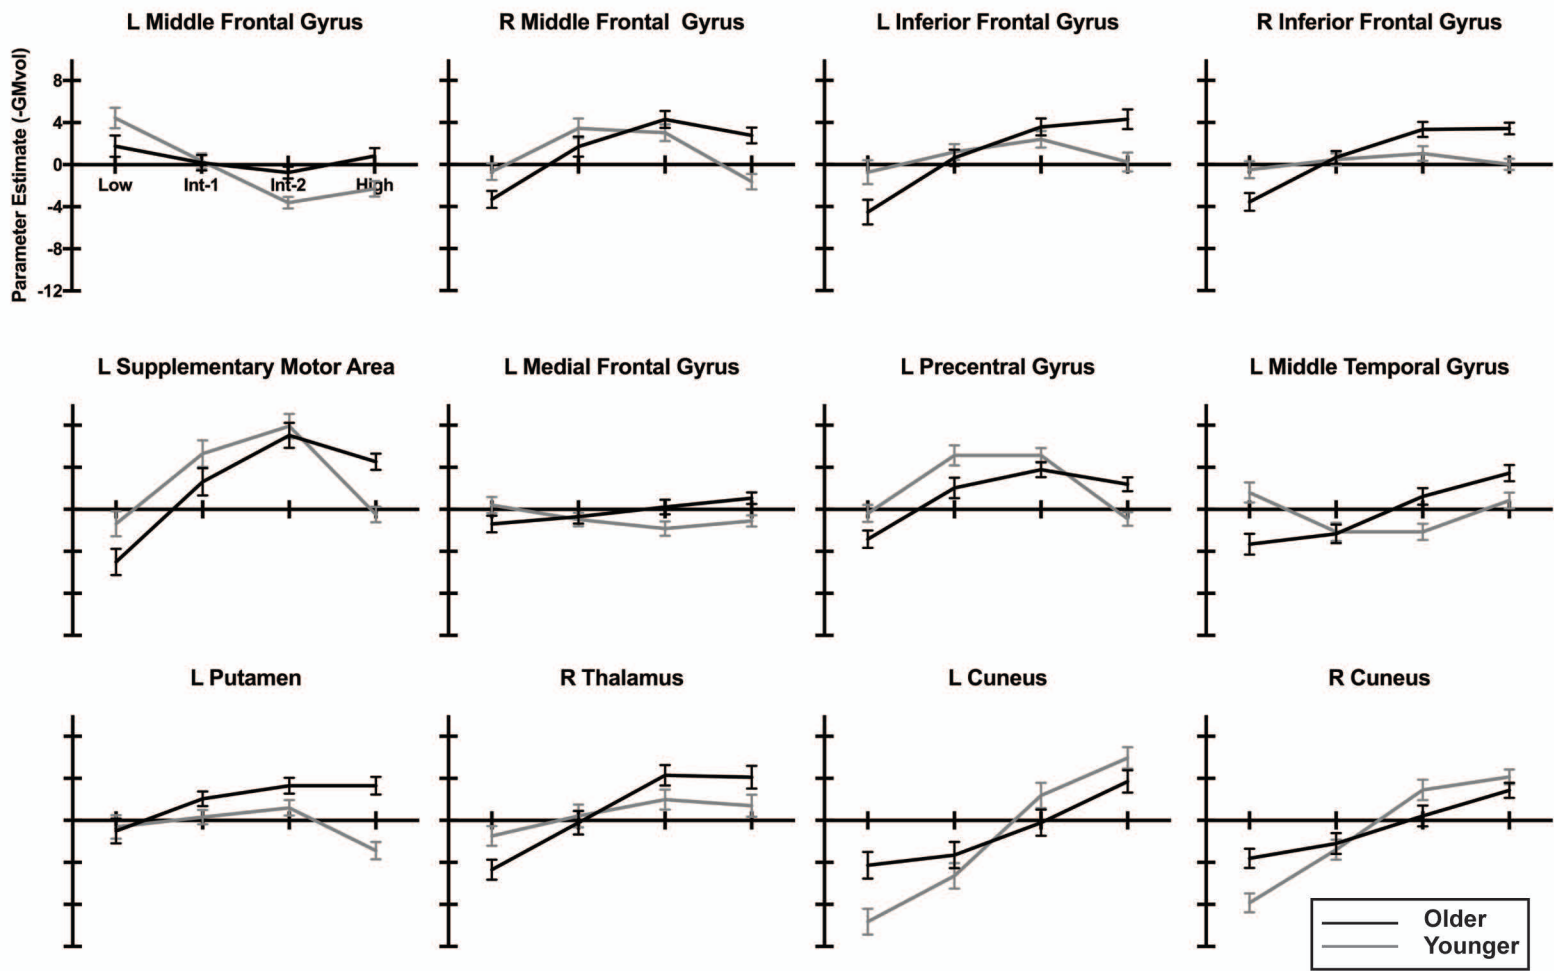 L Middle Frontal Gyrus
R Middle Frontal Gyrus
L Inferior Frontal Gyrus
R Inferior Frontal Gyrus
Parameter Estimate (-GMvol)
8
4
0
-4
-8
-12
Low
Int-1
Int-2
High
L Supplementary Motor Area
L Medial Frontal Gyrus
L Precentral Gyrus
L Middle Temporal Gyrus
L Putamen
R Thalamus
L Cuneus
R Cuneus
Older
Younger